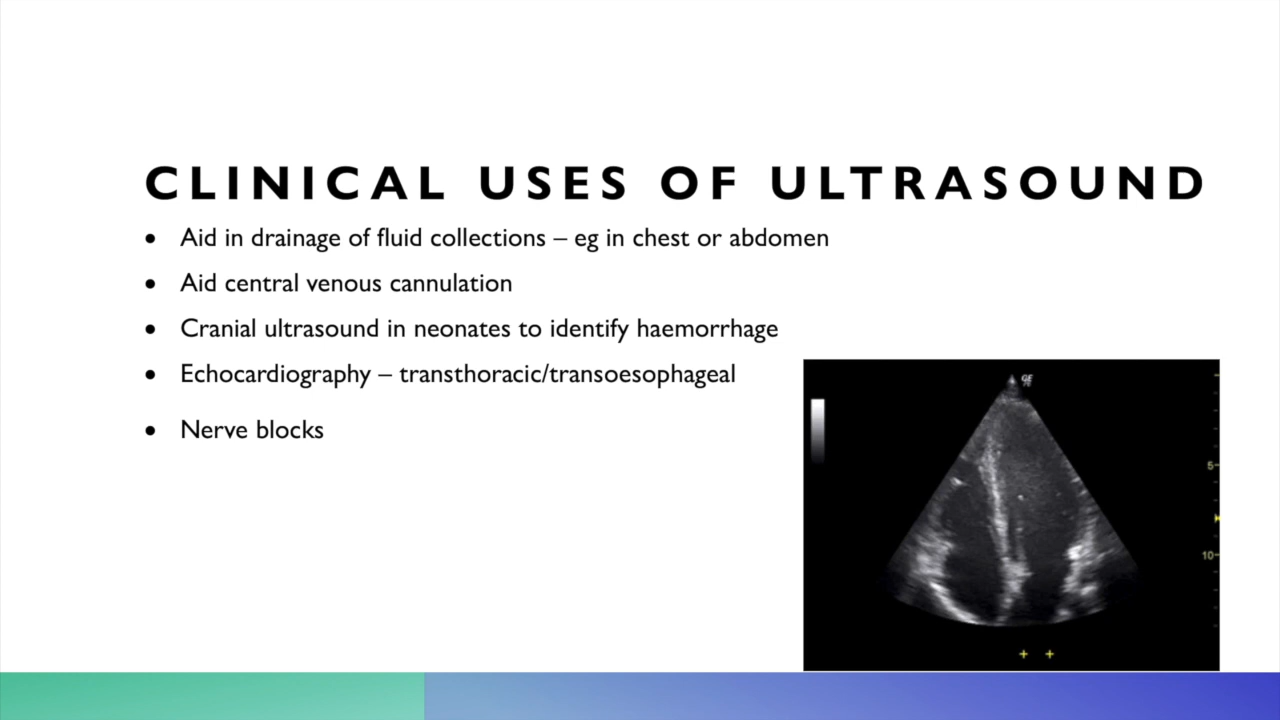 CLINICAL USES OF ULTRASOUND
• Aid in drainage of fluid collections – eg in chest or abdomen
• Aid central venous cannulation
• Cranial ultrasound in neonates to identify haemorrhage
• Echocardiography – transthoracic/transoesophageal
• Nerve blocks
5
10